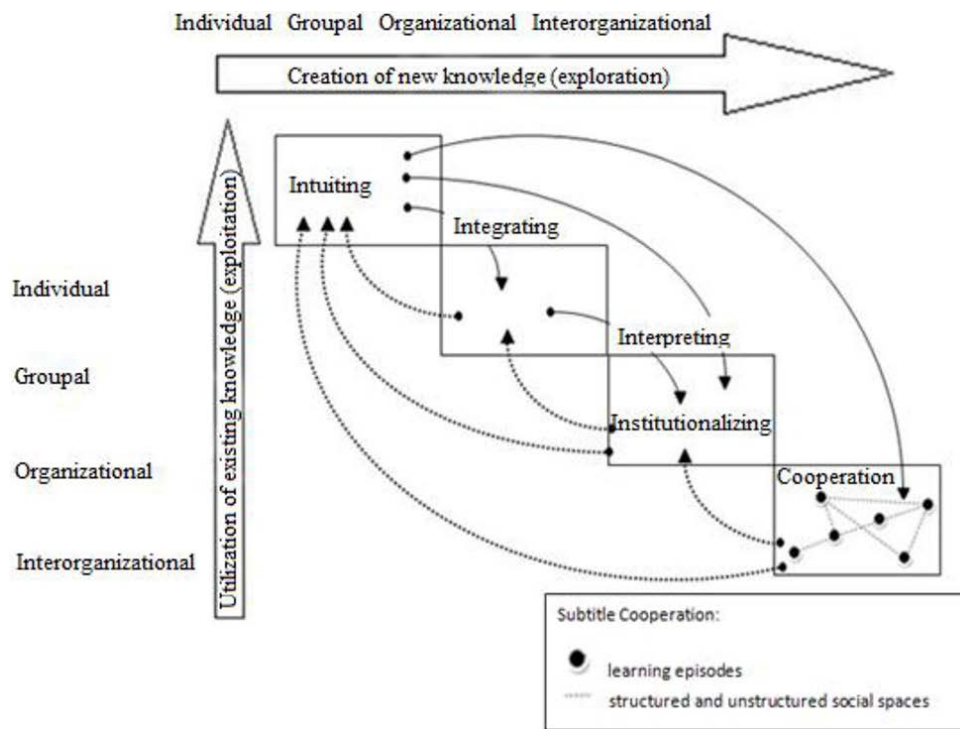 Individual Groupal Organizational Interorganizational
Creation of new knowledge (exploration)
Utilization of existing knowledge (exploitation)
Individual
Groupal
Organizational
Interorganizational
Intuiting
Integrating
Interpreting
Institutionalizing
Cooperation
Subtitle Cooperation:
learning episodes
structured and unstructured social spaces